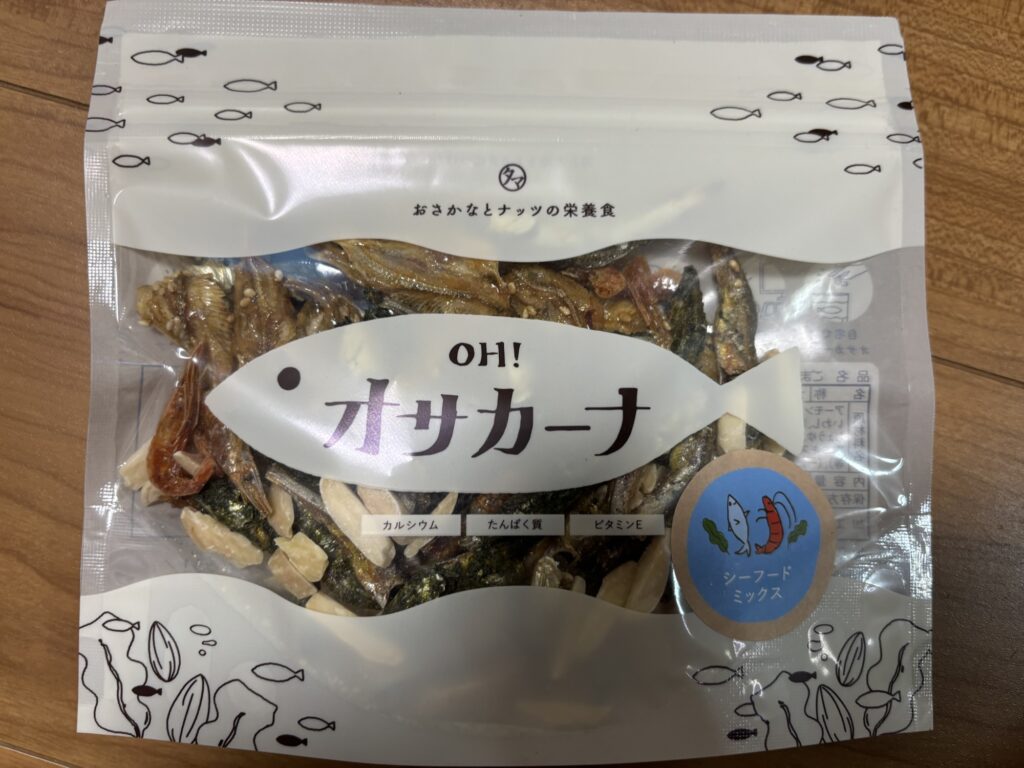 タマ
おさかなとナッツの栄養食
OH!
オサカーナ
カルシウム
たんぱく質
ビタミンE
シーフード
ミックス